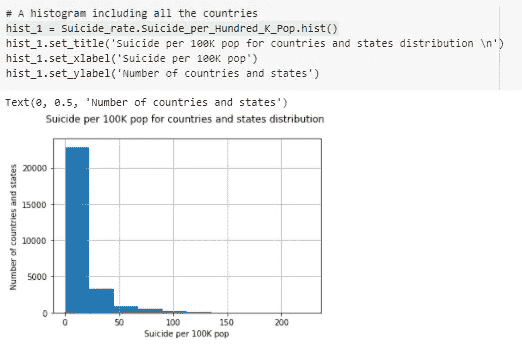 # A histogram including all the countries
hist_1 = Suicide_rate.Suicide_per_Hundred_K_Pop.hist()
hist_1.set_title('Suicide per 100K pop for countries and states distribution \n')
hist_1.set_xlabel('Suicide per 100K pop')
hist_1.set_ylabel('Number of countries and states')
Text(0, 0.5, 'Number of countries and states')
Suicide per 100K pop for countries and states distribution
Number of countries and states
20000
15000
10000
5000
0
0 50 100 150 200
Suicide per 100K pop